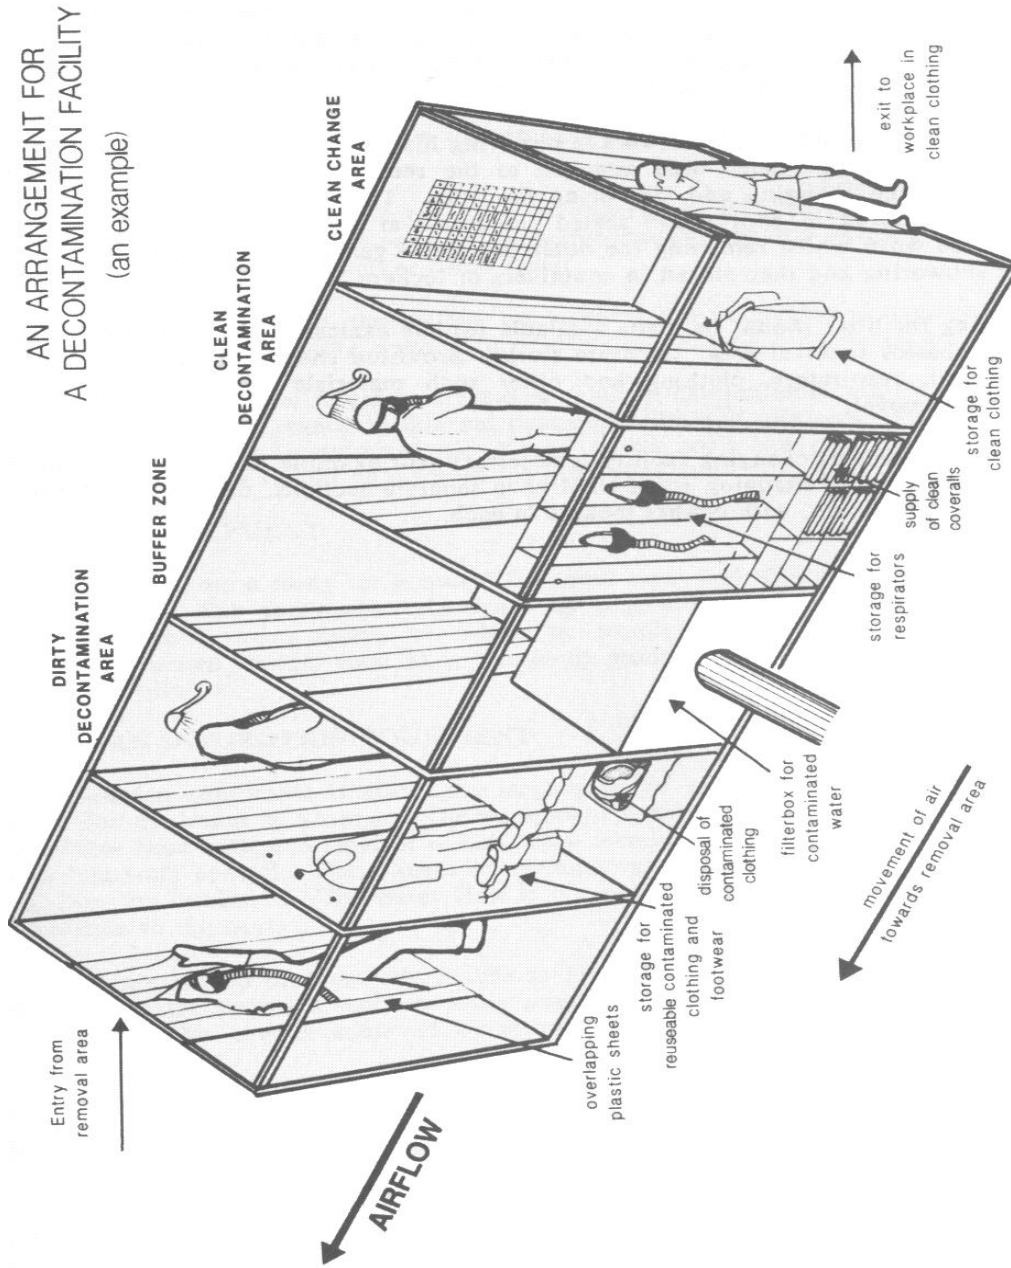 AN ARRANGEMENT FOR
A DECONTAMINATION FACILITY
(an example)
DIRTY
DECONTAMINATION
AREA
BUFFER ZONE
CLEAN
DECONTAMINATION
AREA
CLEAN CHANGE
AREA
Entry from
removal area
AIRFLOW
overlapping
plastic sheets
storage for
reuseable contaminated
clothing and
footwear
disposal of
contaminated
clothing
filterbox for
contaminated
water
storage for
respirators
supply
of clean
coveralls
storage for
clean clothing
exit to
workplace in
clean clothing
movement of air
towards removal area